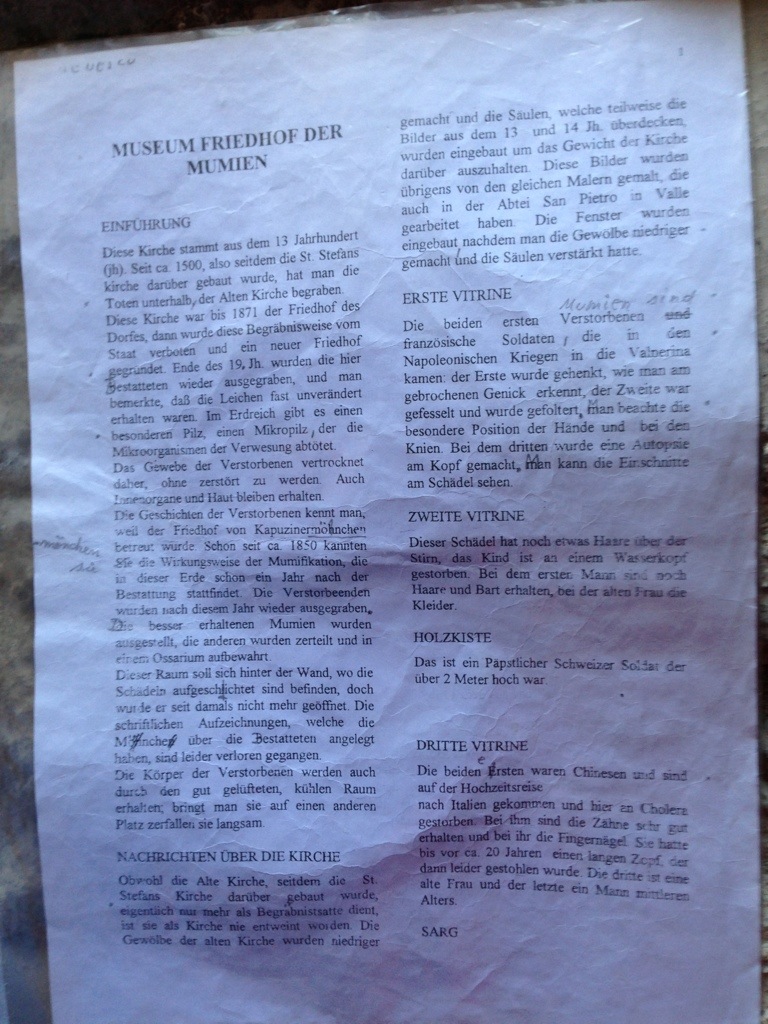 1
MUSEUM FRIEDHOF DER
MUMIEN
EINFÜHRUNG
Diese Kirche stammt aus dem 13 Jahrhundert
(jh). Seit ca. 1500, also seitdem die St. Stefans
kirche darüber gebaut wurde, hat man die
Toten unterhalb, der Alten Kirche begraben.
Diese Kirche war bis 1871 der Friedhof des
Dorfes, dann wurde diese Begräbnisweise vom
Staat verboten und ein neuer Friedhof
gegründet. Ende des 19. Jh. wurden die hier
Bestatteten wieder ausgegraben, und man
bemerkte, daß die Leichen fast unverändert
erhalten waren. Im Erdreich gibt es einen
besonderen Pilz, einen Mikropilz, der die
Mikroorganismen der Verwesung abtötet.
Das Gewebe der Verstorbenen vertrocknet
daher, ohne zerstört zu werden. Auch
Innenorgane und Haut bleiben erhalten.
Die Geschichten der Verstorbenen kennt man,
weil der Friedhof von Kapuzinermöhnchen
mönchen
betreut wurde. Schon seit ca. 1850 kannten
sie
Sie die Wirkungsweise der Mumifikation, die
in dieser Erde schon ein Jahr nach der
Bestattung stattfindet. Die Verstorbeenden
wurden nach diesem Jahr wieder ausgegraben.
Die besser erhaltenen Mumien wurden
ausgestellt, die anderen wurden zerteilt und in
einem Ossarium aufbewahrt.
Dieser Raum soll sich hinter der Wand, wo die
Schädeln aufgeschlichtet sind befinden, doch
wurde er seit damals nicht mehr geöffnet. Die
schriftlichen Aufzeichnungen, welche die
über die Bestatteten angelegt
haben, sind leider verloren gegangen.
Die Körper der Verstorbenen werden auch
durch den gut gelüfteten, kühlen Raum
erhalten; bringt man sie auf einen anderen
Platz zerfallen sie langsam.
NACHRICHTEN ÜBER DIE KIRCHE
Obwohl die Alte Kirche, seitdem die St.
Stefans Kirche darüber gebaut wurde,
eigentlich nur mehr als Begräbnistsatte dient,
ist sie als Kirche nie entweint worden. Die
Gewölbe der alten Kirche wurden niedriger
gemacht und die Säulen, welche teilweise die
Bilder aus dem 13 und 14 Jh. überdecken,
wurden eingebaut um das Gewicht der Kirche
darüber auszuhalten. Diese Bilder wurden
übrigens von den gleichen Malern gemalt, die
auch in der Abtei San Pietro in Valle
gearbeitet haben. Die Fenster wurden
eingebaut nachdem man die Gewölbe niedriger
gemacht und die Säulen verstärkt hatte.
ERSTE VITRINE
Mumien sind
Die beiden ersten Verstorbenen und
französische Soldaten, die in den
Napoleonischen Kriegen in die Valnerina
kamen: der Erste wurde gehenkt, wie man am
gebrochenen Genick erkennt, der Zweite war
gefesselt und wurde gefoltert, man beachte die
besondere Position der Hände und bei den
Knien. Bei dem dritten wurde eine Autopsie
am Kopf gemacht, Man kann die Einschnitte
am Schädel sehen.
ZWEITE VITRINE
Dieser Schädel hat noch etwas Haare über der
Stirn, das Kind ist an einem Wasserkopf
gestorben. Bei dem ersten Mann sind noch
Haare und Bart erhalten, bei der alten Frau die
Kleider.
HOLZKISTE
Das ist ein Päpstlicher Schweizer Soldat der
über 2 Meter hoch war.
DRITTE VITRINE
Die beiden ersten waren Chinesen und sind
auf der Hochzeitsreise
nach Italien gekommen und hier an Cholera
gestorben. Bei ihm sind die Zähne sehr gut
erhalten und bei ihr die Fingernägel. Sie hatte
bis vor ca. 20 Jahren einen langen Zopf, der
dann leider gestohlen wurde. Die dritte ist eine
alte Frau und der letzte ein Mann mittleren
Alters.
SARG